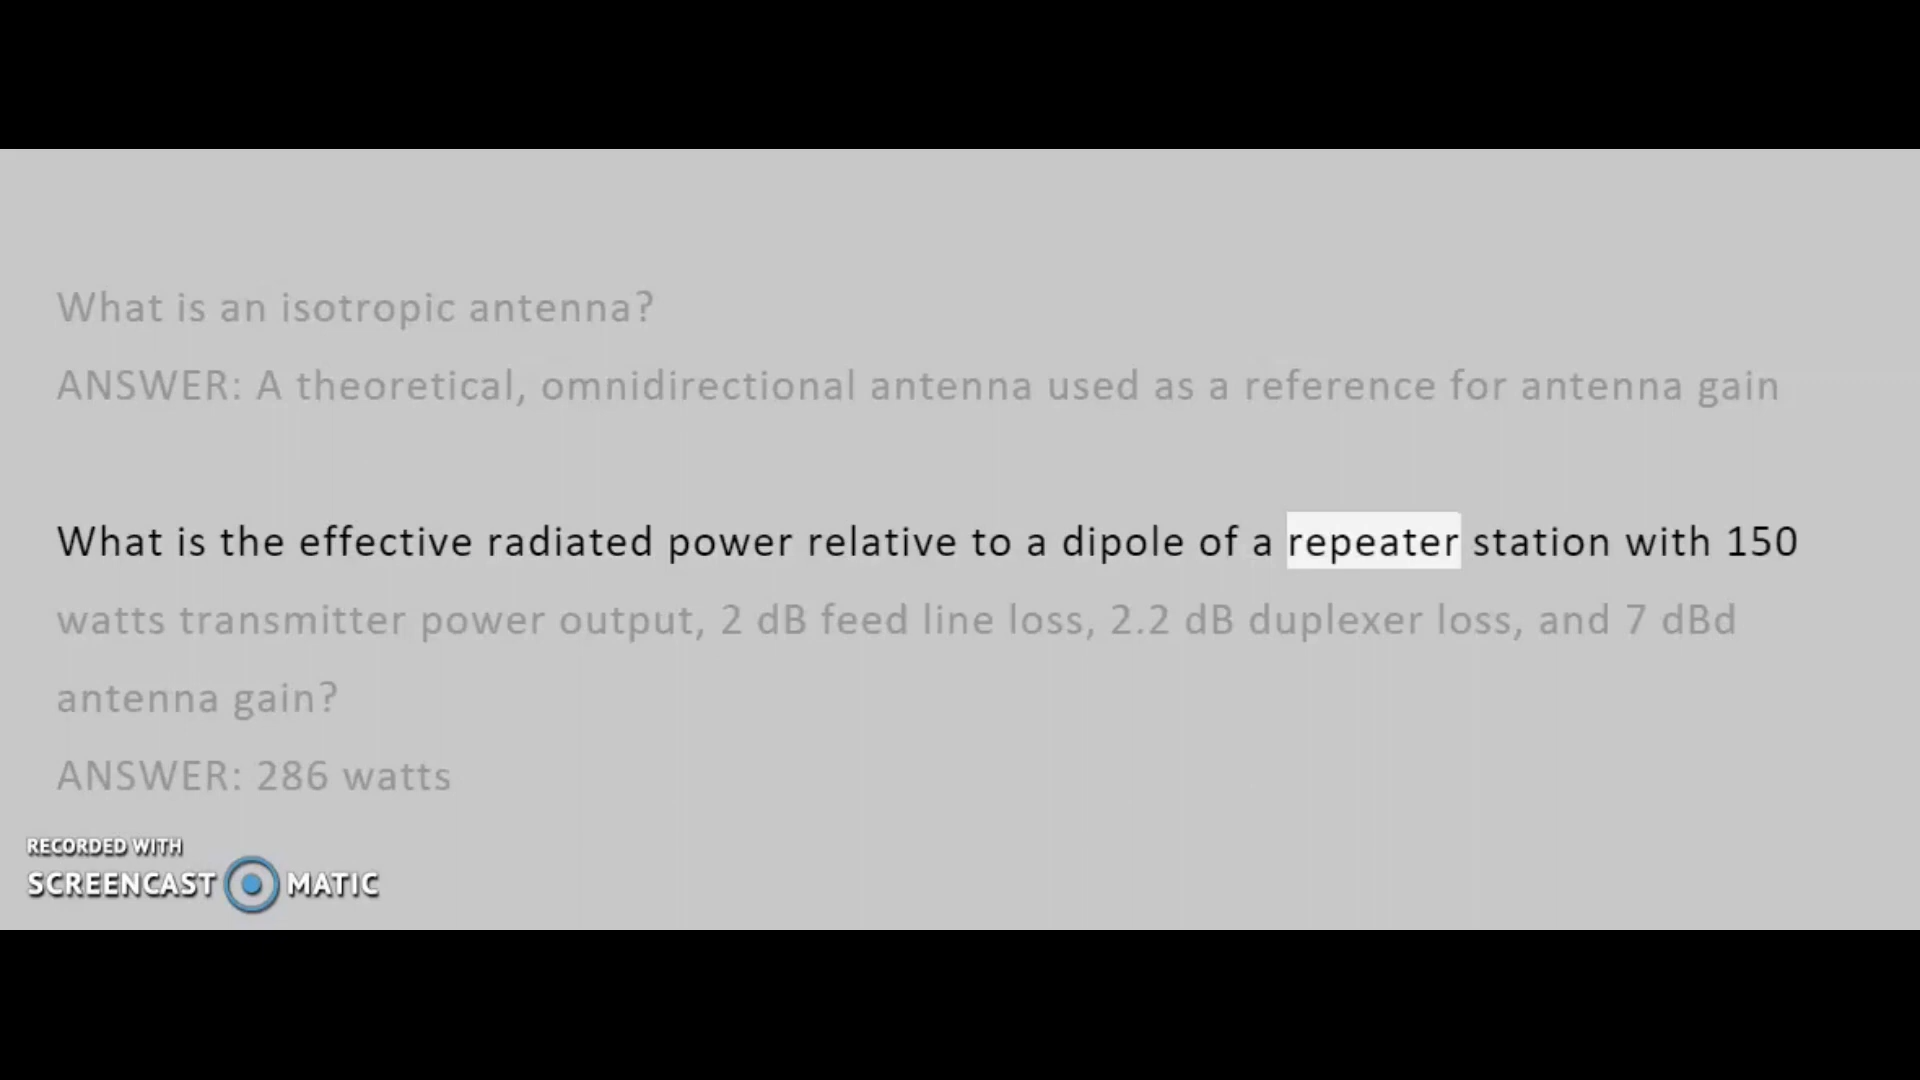 What is an isotropic antenna?
ANSWER: A theoretical, omnidirectional antenna used as a reference for antenna gain
What is the effective radiated power relative to a dipole of a repeater station with 150
watts transmitter power output, 2 dB feed line loss, 2.2 dB duplexer loss, and 7 dBd
antenna gain?
ANSWER: 286 watts
RECORDED WITH
SCREENCAST MATIC